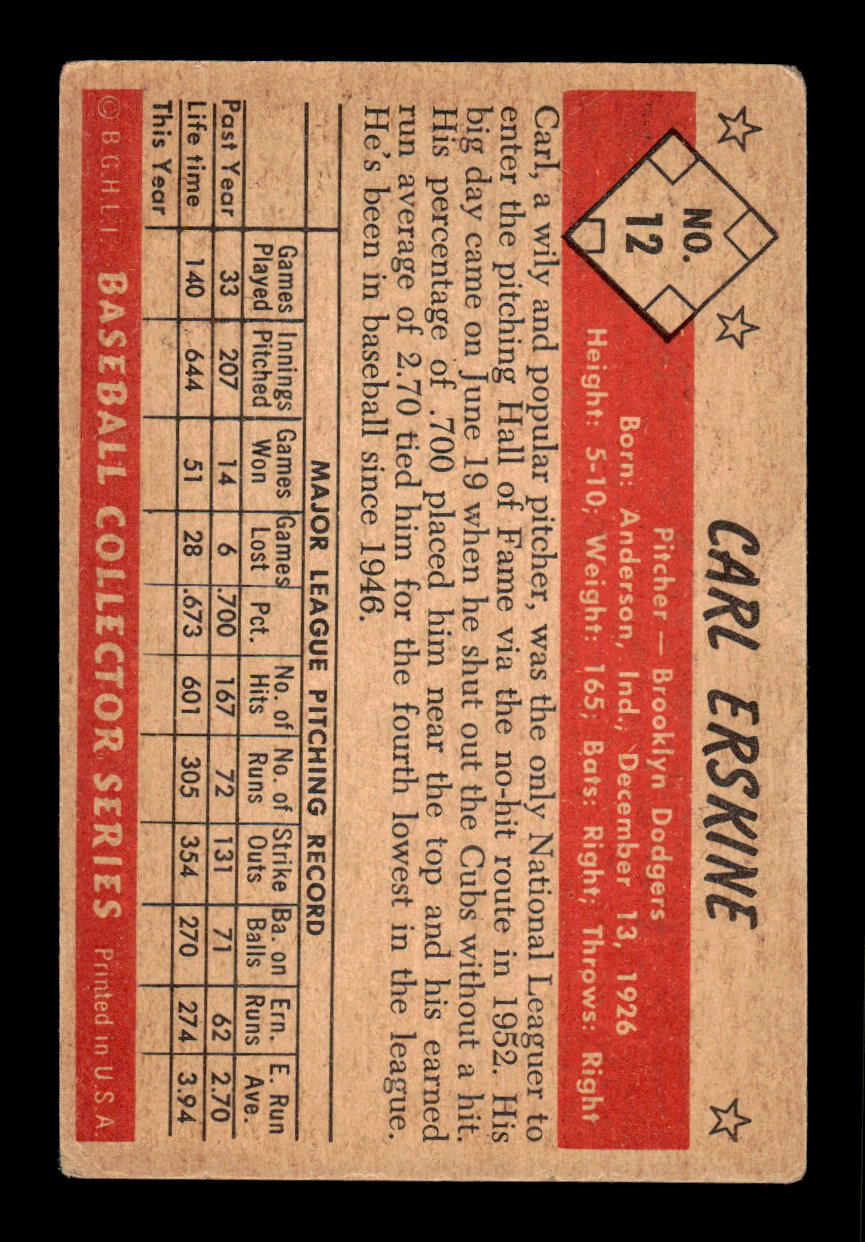 NO.
12
CARL ERSKINE
Pitcher — Brooklyn Dodgers
Born: Anderson, Ind., December 13, 1926
Height: 5-10; Weight: 165; Bats: Right; Throws: Right
Carl, a wily and popular pitcher, was the only National Leaguer to
enter the pitching Hall of Fame via the no-hit route in 1952. His
big day came on June 19 when he shut out the Cubs without a hit.
His percentage of .700 placed him near the top and his earned
run average of 2.70 tied him for the fourth lowest in the league.
He's been in baseball since 1946.
MAJOR LEAGUE PITCHING RECORD
Games Innings Games Games No. of No. of Strike Ba. on Ern. E. Run
Played Pitched Won Lost Pct. Hits Runs Outs Balls Runs Ave.
Past Year 33 207 14 6 .700 167 72 131 71 62 2.70
Life time 140 644 51 28 .673 601 305 354 270 274 3.94
This Year
© B.G.H.L.I. BASEBALL COLLECTOR SERIES Printed in U.S.A.